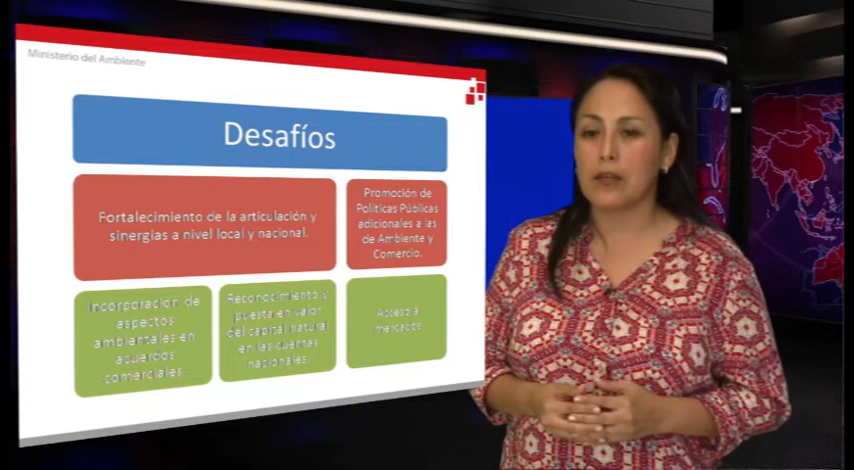 Ministerio del Ambiente
Desafíos
Fortalecimiento de la articulación y
sinergias a nivel local y nacional.
Promoción de
Políticas Públicas
adicionales a las
de Ambiente y
Comercio.
Incorporación de
aspectos
ambientales en
acuerdos
comerciales.
Reconocimiento y
puesta en valor
del capital natural
en las cuentas
nacionales.
Acceso a
mercados